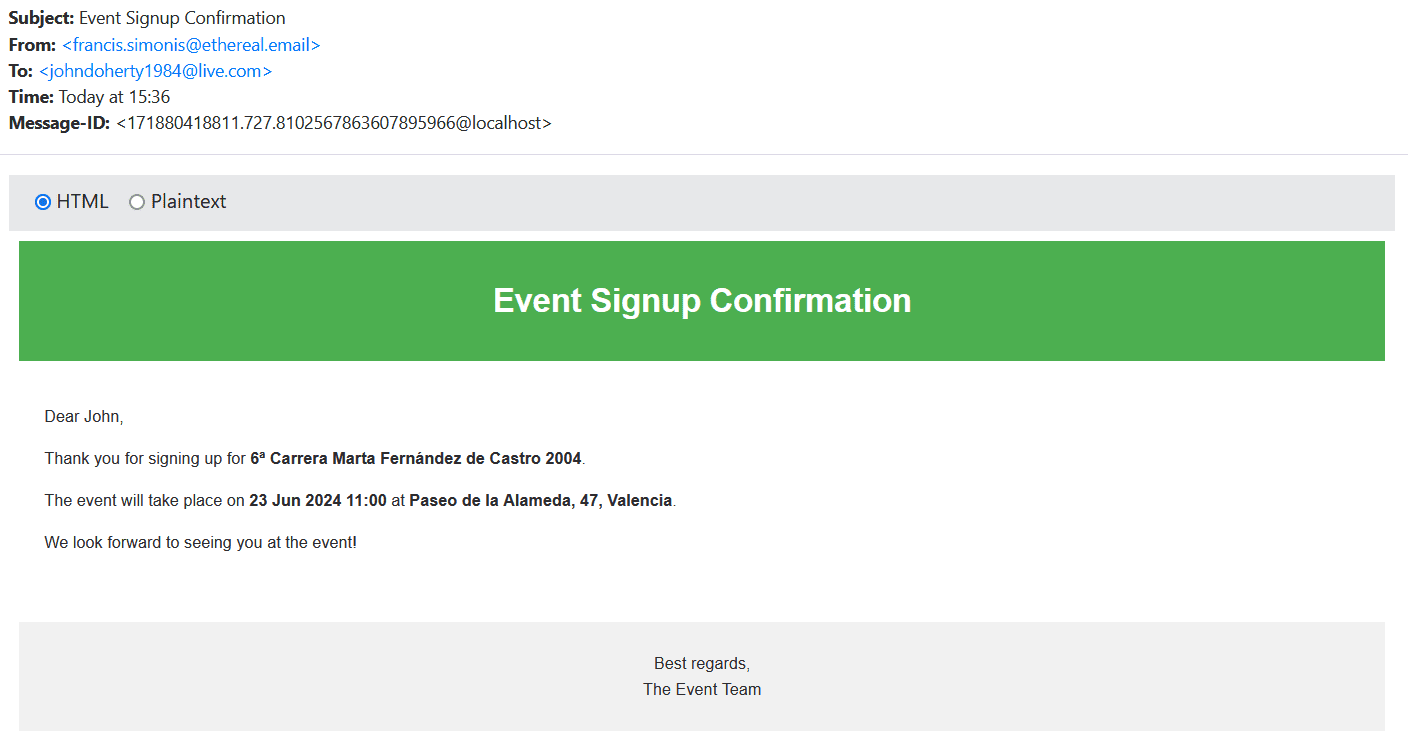 Subject: Event Signup Confirmation
From: <francis.simonis@ethereal.email>
To: <johndoherty1984@live.com>
Time: Today at 15:36
Message-ID: <171880418811.727.8102567863607895966@localhost>
HTML Plaintext
Event Signup Confirmation
Dear John,
Thank you for signing up for 6ª Carrera Marta Fernández de Castro 2004.
The event will take place on 23 Jun 2024 11:00 at Paseo de la Alameda, 47, Valencia.
We look forward to seeing you at the event!
Best regards,
The Event Team